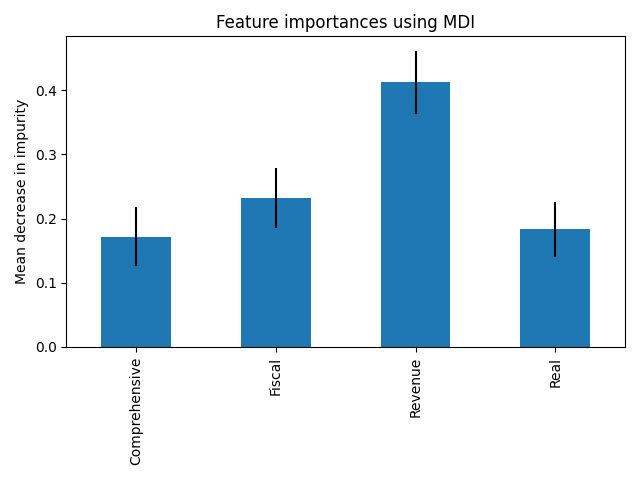 Feature importances using MDI
Mean decrease in impurity
0.4
0.3
0.2
0.1
0.0
Comprehensive
Fiscal
Revenue
Real